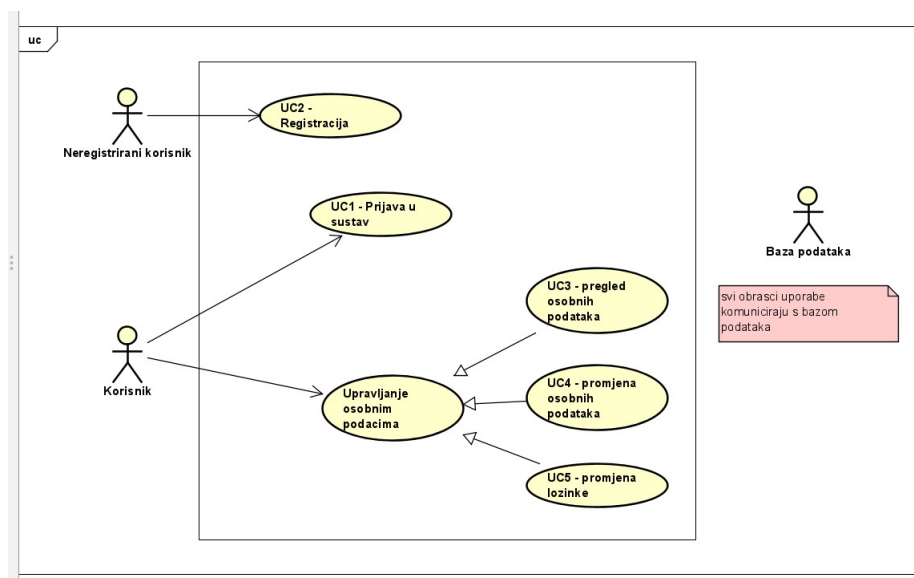 uc
UC2 -
Registracija
Neregistrirani korisnik
UC1 - Prijava u
sustav
Baza podataka
svi obrasci uporabe
komuniciraju s bazom
podataka
UC3 - pregled
osobnih
podataka
Korisnik
Upravljanje
osobnim
podacima
UC4 - promjena
osobnih
podataka
UC5 - promjena
lozinke